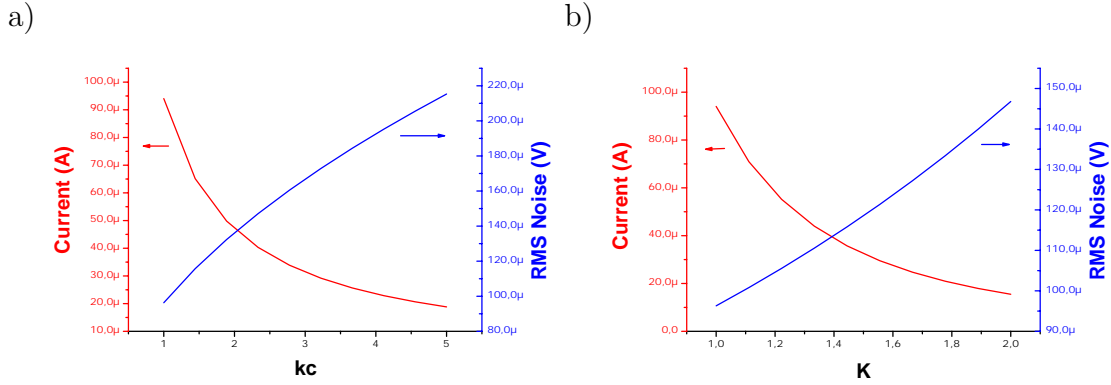 a)
Current (A)
100,0µ
90,0µ
80,0µ
70,0µ
60,0µ
50,0µ
40,0µ
30,0µ
20,0µ
10,0µ
1 2 3 4 5
kc
220,0µ
200,0µ
180,0µ
160,0µ
140,0µ
120,0µ
100,0µ
80,0µ
RMS Noise (V)
b)
Current (A)
100,0µ
80,0µ
60,0µ
40,0µ
20,0µ
0,0
1,0 1,2 1,4 1,6 1,8 2,0
K
150,0µ
140,0µ
130,0µ
120,0µ
110,0µ
100,0µ
90,0µ
RMS Noise (V)